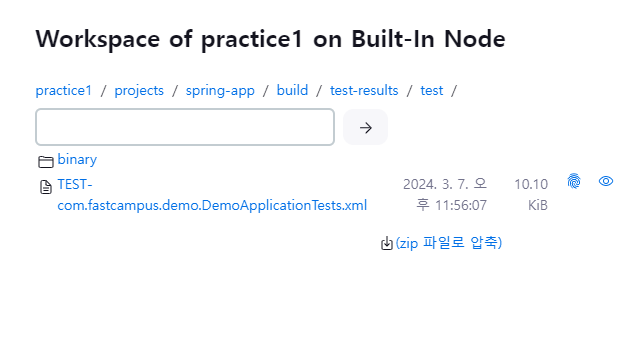 Workspace of practice1 on Built-In Node
practice1 / projects / spring-app / build / test-results / test /
binary
TEST-
com.fastcampus.demo.DemoApplicationTests.xml
2024. 3. 7. 오
후 11:56:07
10.10
KiB
(zip 파일로 압축)